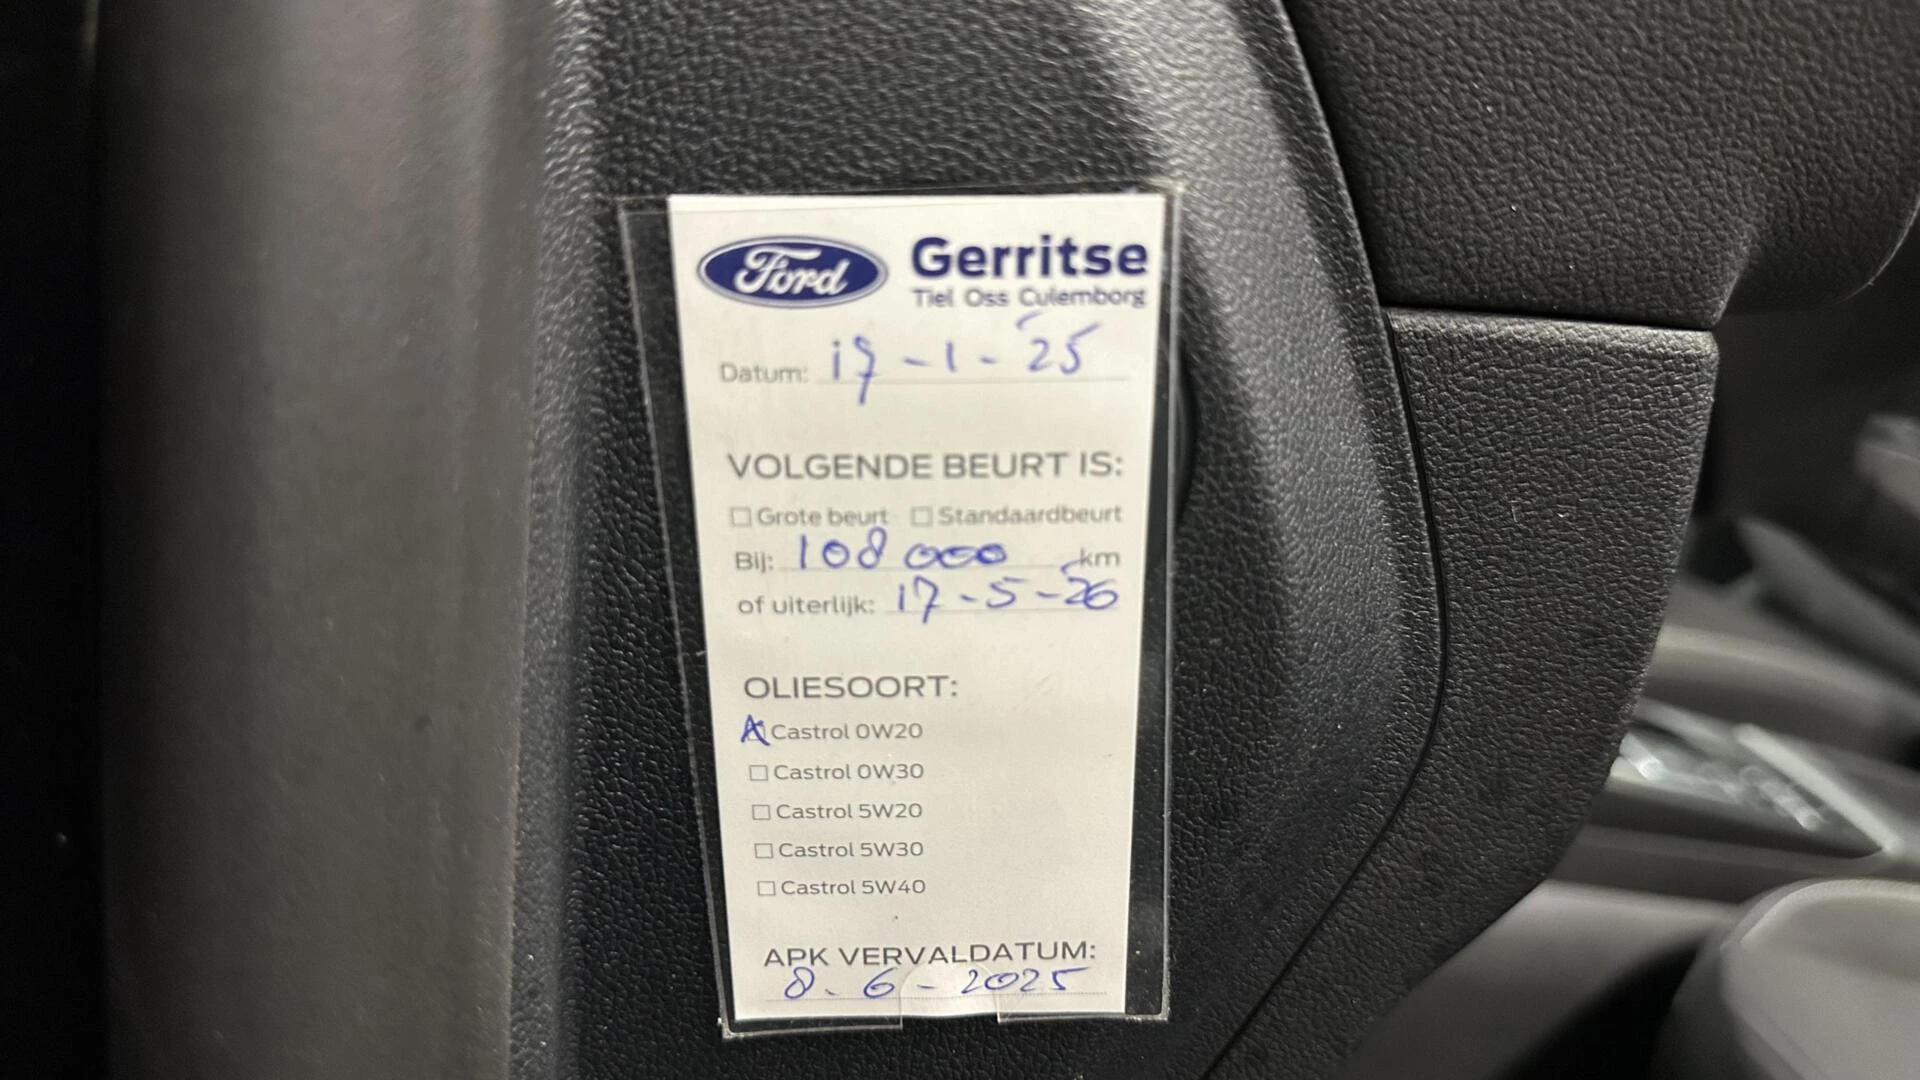 Ford Gerritse
Tiel Oss Culemborg
Datum: 17-1-'25
VOLGENDE BEURT IS:
Grote beurt Standaardbeurt
Bij: 108 000 km
of uiterlijk: 17-5-'26
OLIESOORT:
Castrol 0W20
Castrol 0W30
Castrol 5W20
Castrol 5W30
Castrol 5W40
APK VERVALDATUM:
8-6-2025